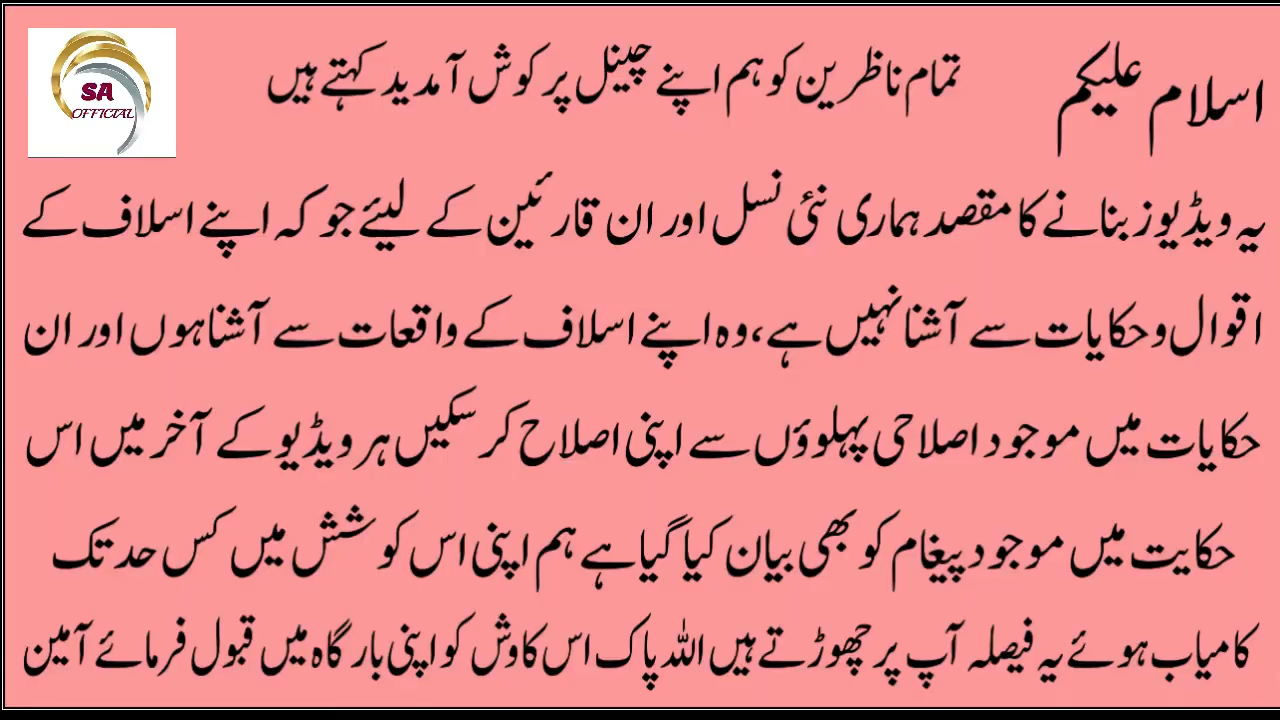 SA
OFFICIAL
اسلام علیکم تمام ناظرین کو ہم اپنے چینل پر کوش آمدید کہتے ہیں
یہ ویڈیوز بنانے کا مقصد ہماری نئی نسل اور ان قارئین کے لیئے جو کہ اپنے اسلاف کے
اقوال و حکایات سے آشنا نہیں ہے، وہ اپنے اسلاف کے واقعات سے آشنا ہوں اور ان
حکایات میں موجود اصلاحی پہلووؤں سے اپنی اصلاح کر سکیں ہر ویڈیو کے آخر میں اس
حکایت میں موجود پیغام کو بھی بیان کیا گیا ہے ہم اپنی اس کوشش میں کس حد تک
کامیاب ہوئے یہ فیصلہ آپ پر چھوڑتے ہیں اللہ پاک اس کاوش کو اپنی بارگاہ میں قبول فرمائے آمین